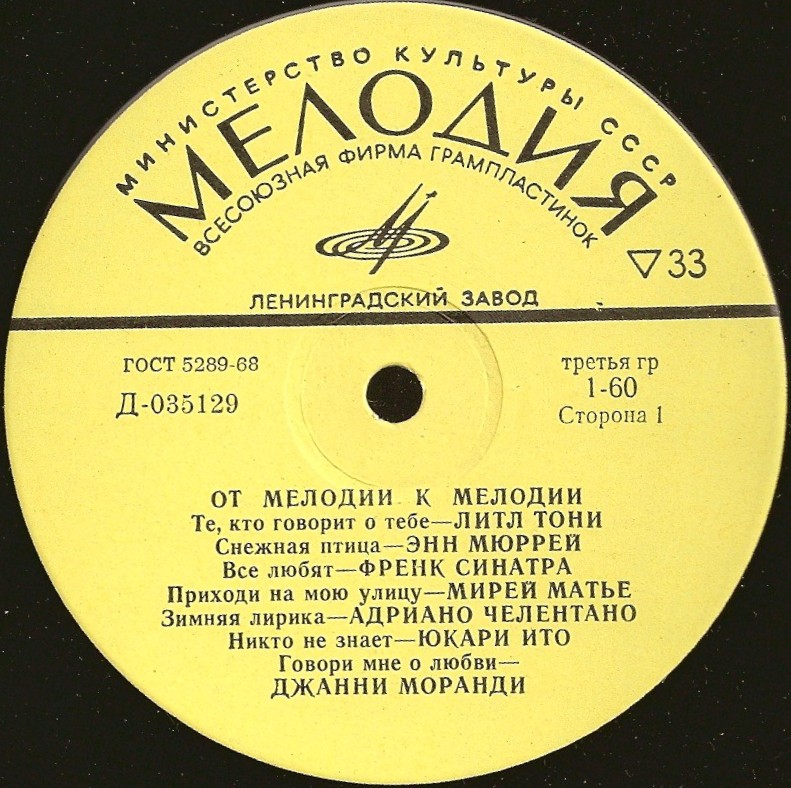 МИНИСТЕРСТВО КУЛЬТУРЫ СССР
МЕЛОДИЯ
ВСЕСОЮЗНАЯ ФИРМА ГРАМПЛАСТИНОК
33
ЛЕНИНГРАДСКИЙ ЗАВОД
ГОСТ 5289-68
третья гр
Д-035129
1-60
Сторона 1
ОТ МЕЛОДИИ К МЕЛОДИИ
Те, кто говорит о тебе—ЛИТЛ ТОНИ
Снежная птица—ЭНН МЮРРЕЙ
Все любят—ФРЕНК СИНАТРА
Приходи на мою улицу—МИРЕЙ МАТЬЕ
Зимняя лирика—АДРИАНО ЧЕЛЕНТАНО
Никто не знает—ЮКАРИ ИТО
Говори мне о любви—
ДЖАННИ МОРАНДИ